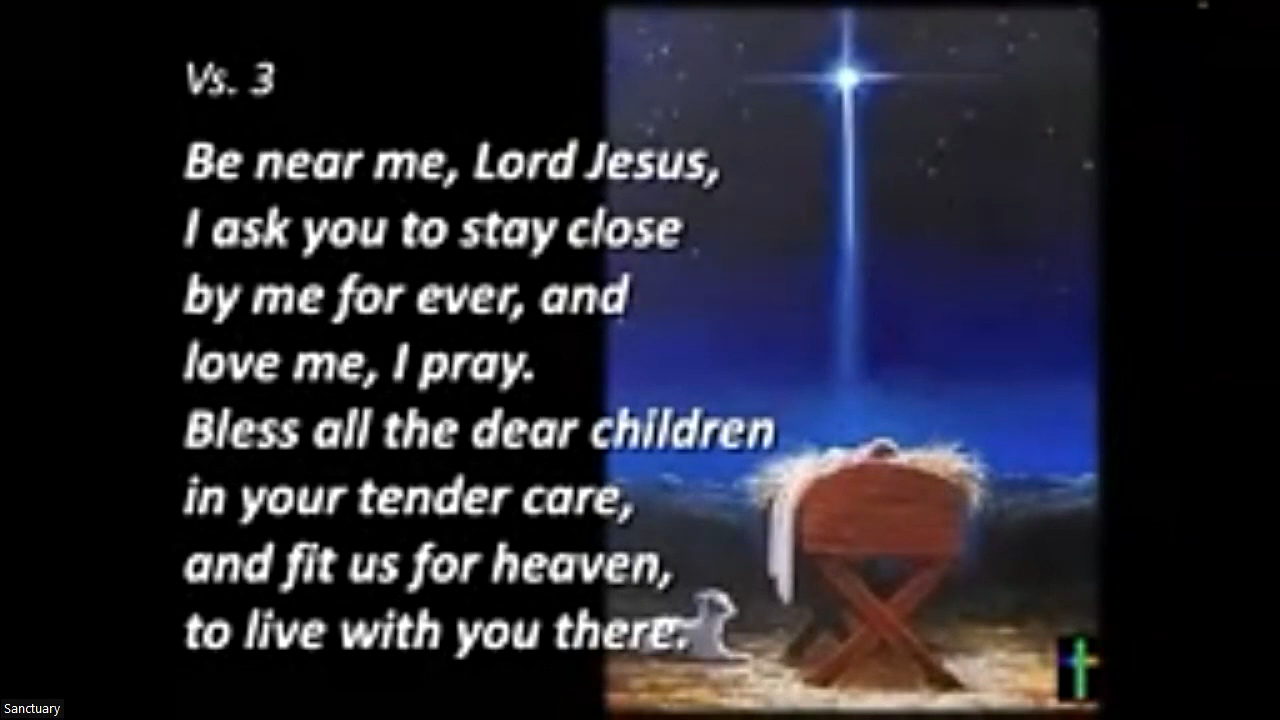 Vs. 3
Be near me, Lord Jesus,
I ask you to stay close
by me for ever, and
love me, I pray.
Bless all the dear children
in your tender care,
and fit us for heaven,
to live with you there.
Sanctuary